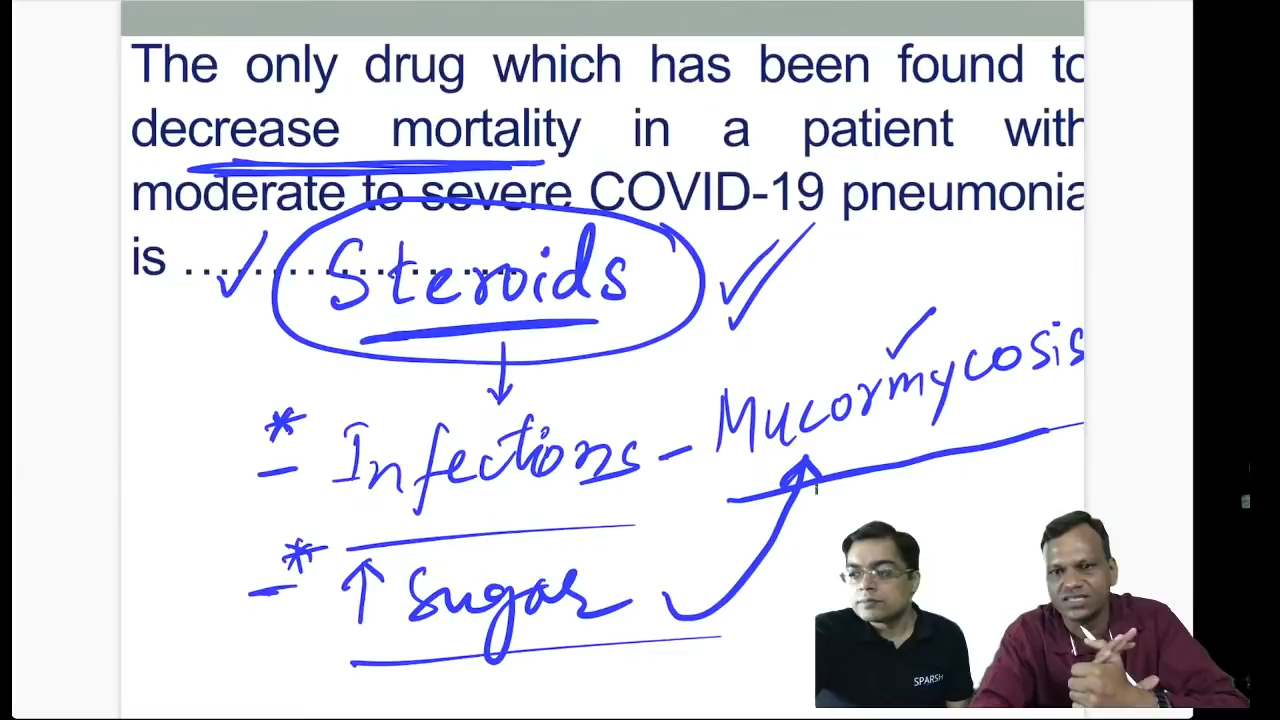 The only drug which has been found to
decrease mortality in a patient with
moderate to severe COVID-19 pneumonia
is ....................
Steroids
* - Infections - Mucormycosis
* - ↑ Sugar
SPARSH